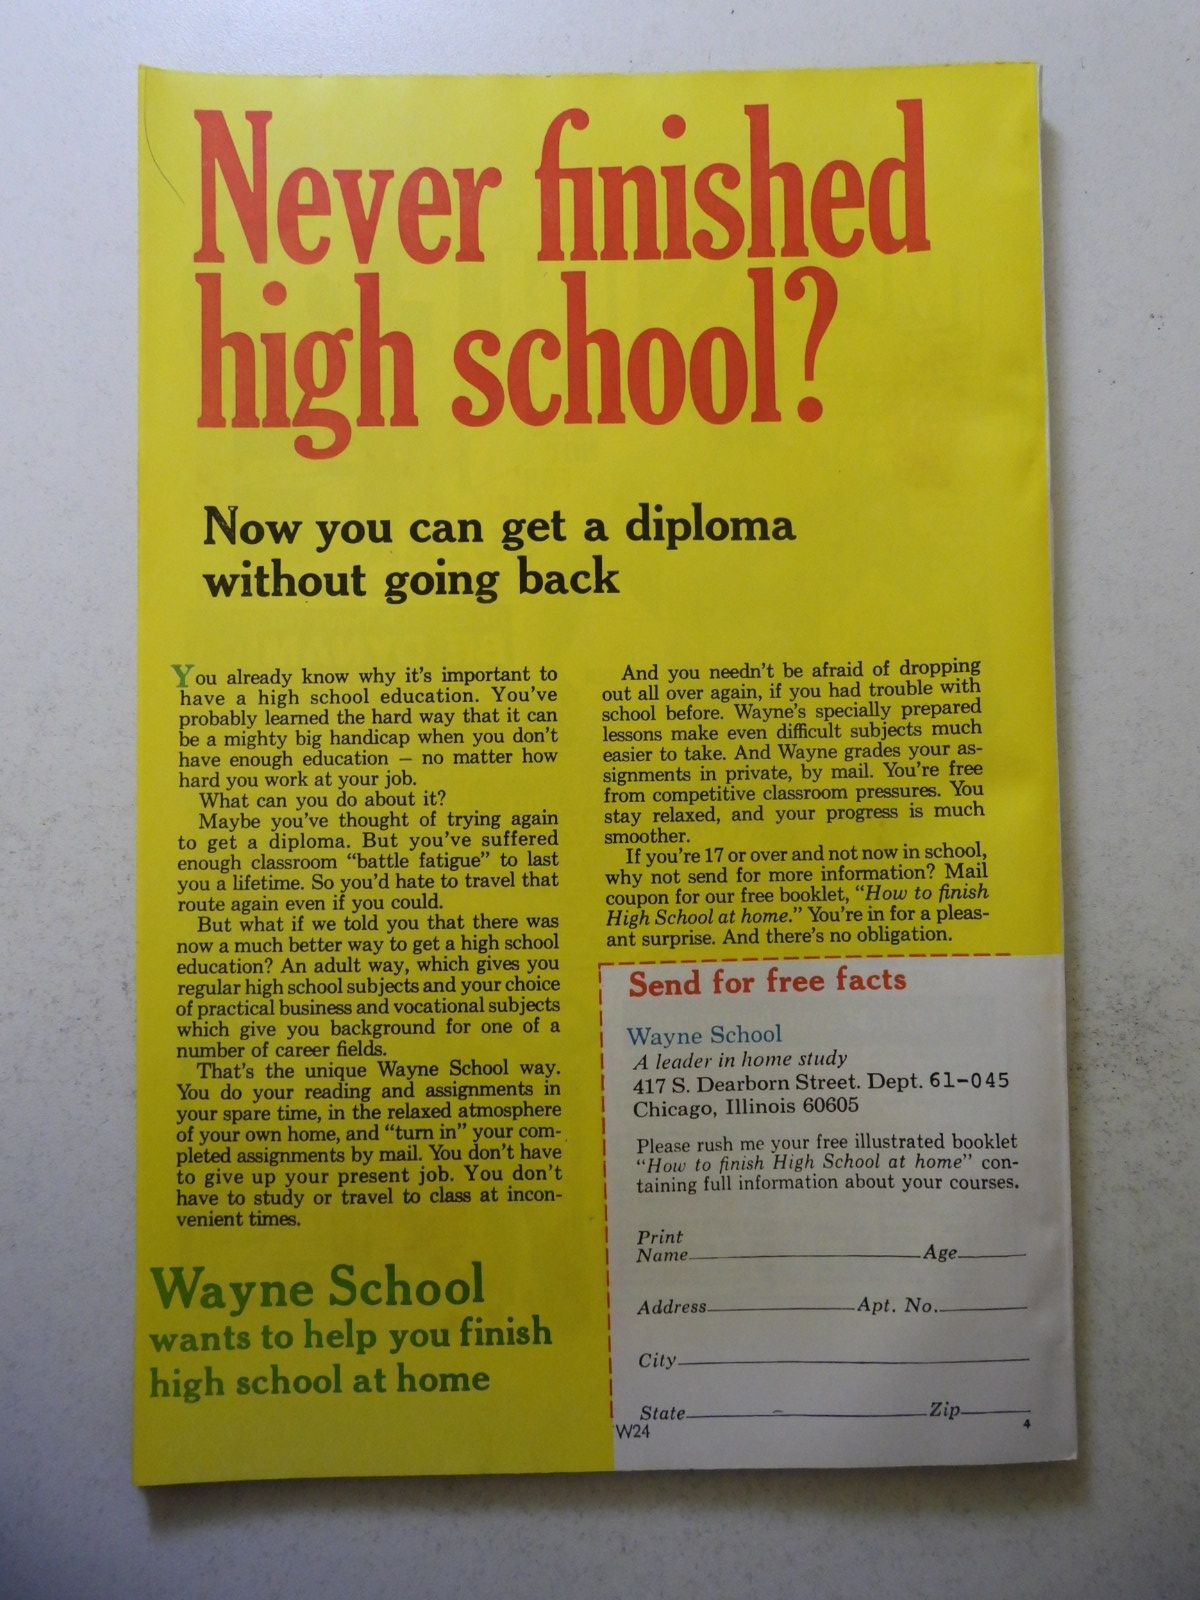 Never finished
high school?
Now you can get a diploma
without going back
You already know why it's important to
have a high school education. You've
probably learned the hard way that it can
be a mighty big handicap when you don't
have enough education — no matter how
hard you work at your job.
What can you do about it?
Maybe you've thought of trying again
to get a diploma. But you've suffered
enough classroom "battle fatigue" to last
you a lifetime. So you'd hate to travel that
route again even if you could.
But what if we told you that there was
now a much better way to get a high school
education? An adult way, which gives you
regular high school subjects and your choice
of practical business and vocational subjects
which give you background for one of a
number of career fields.
That's the unique Wayne School way.
You do your reading and assignments in
your spare time, in the relaxed atmosphere
of your own home, and "turn in" your com-
pleted assignments by mail. You don't have
to give up your present job. You don't
have to study or travel to class at incon-
venient times.
Wayne School
wants to help you finish
high school at home
And you needn't be afraid of dropping
out all over again, if you had trouble with
school before. Wayne's specially prepared
lessons make even difficult subjects much
easier to take. And Wayne grades your as-
signments in private, by mail. You're free
from competitive classroom pressures. You
stay relaxed, and your progress is much
smoother.
If you're 17 or over and not now in school,
why not send for more information? Mail
coupon for our free booklet, "How to finish
High School at home." You're in for a pleas-
ant surprise. And there's no obligation.
Send for free facts
Wayne School
A leader in home study
417 S. Dearborn Street. Dept. 61-045
Chicago, Illinois 60605
Please rush me your free illustrated booklet
"How to finish High School at home" con-
taining full information about your courses.
Print
Name Age
Address Apt. No.
City
State Zip
W24 4